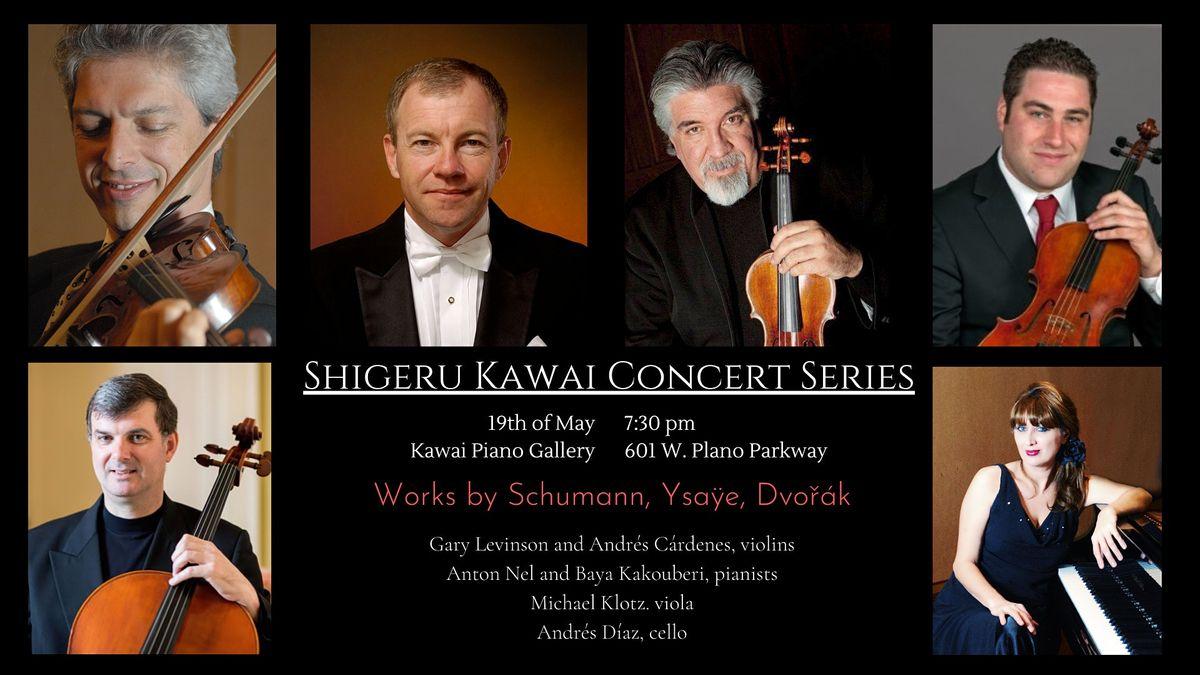 Shigeru Kawai Concert Series
19th of May 7:30 pm
Kawai Piano Gallery 601 W. Plano Parkway
Works by Schumann, Ysaÿe, Dvořák
Gary Levinson and Andrés Cárdenes, violins
Anton Nel and Baya Kakouberi, pianists
Michael Klotz. viola
Andrés Díaz, cello